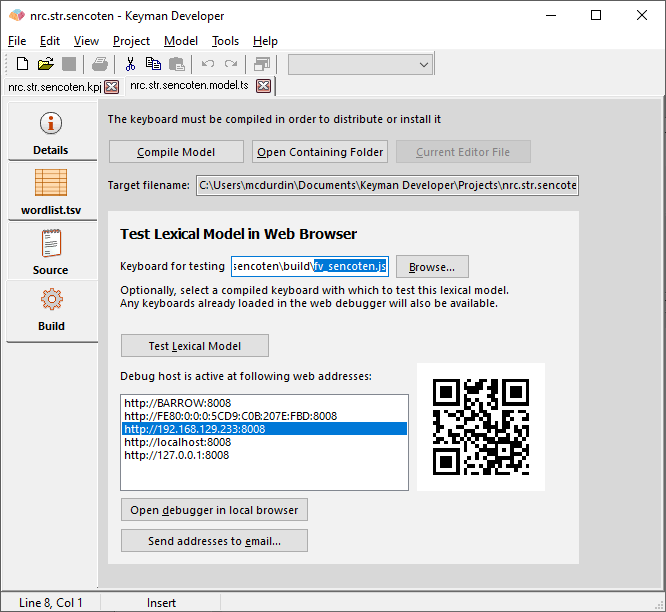 nrc.str.sencoten - Keyman Developer
File Edit View Project Model Tools Help
nrc.str.sencoten.kpj nrc.str.sencoten.model.ts
Details
wordlist.tsv
Source
Build
The keyboard must be compiled in order to distribute or install it
Compile Model Open Containing Folder Current Editor File
Target filename: C:\Users\mcdurdin\Documents\Keyman Developer\Projects\nrc.str.sencote
Test Lexical Model in Web Browser
Keyboard for testing sencoten\build\fv_sencoten.js Browse...
Optionally, select a compiled keyboard with which to test this lexical model.
Any keyboards already loaded in the web debugger will also be available.
Test Lexical Model
Debug host is active at following web addresses:
http://BARROW:8008
http://FE80:0:0:0:5CD9:C0B:207E:FBD:8008
http://192.168.129.233:8008
http://localhost:8008
http://127.0.0.1:8008
Open debugger in local browser
Send addresses to email...
Line 8, Col 1 Insert